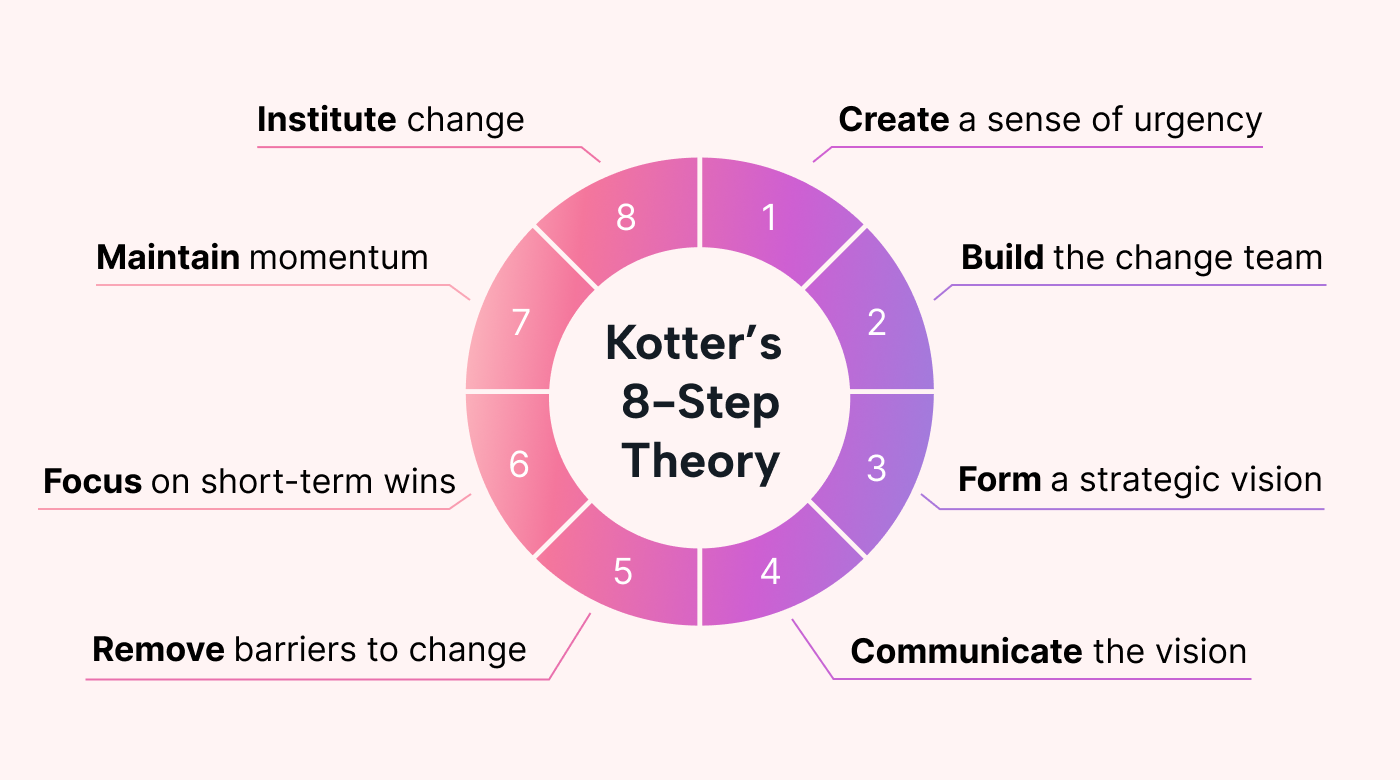 Kotter's
8-Step
Theory
1
Create a sense of urgency
2
Build the change team
3
Form a strategic vision
4
Communicate the vision
5
Remove barriers to change
6
Focus on short-term wins
7
Maintain momentum
8
Institute change